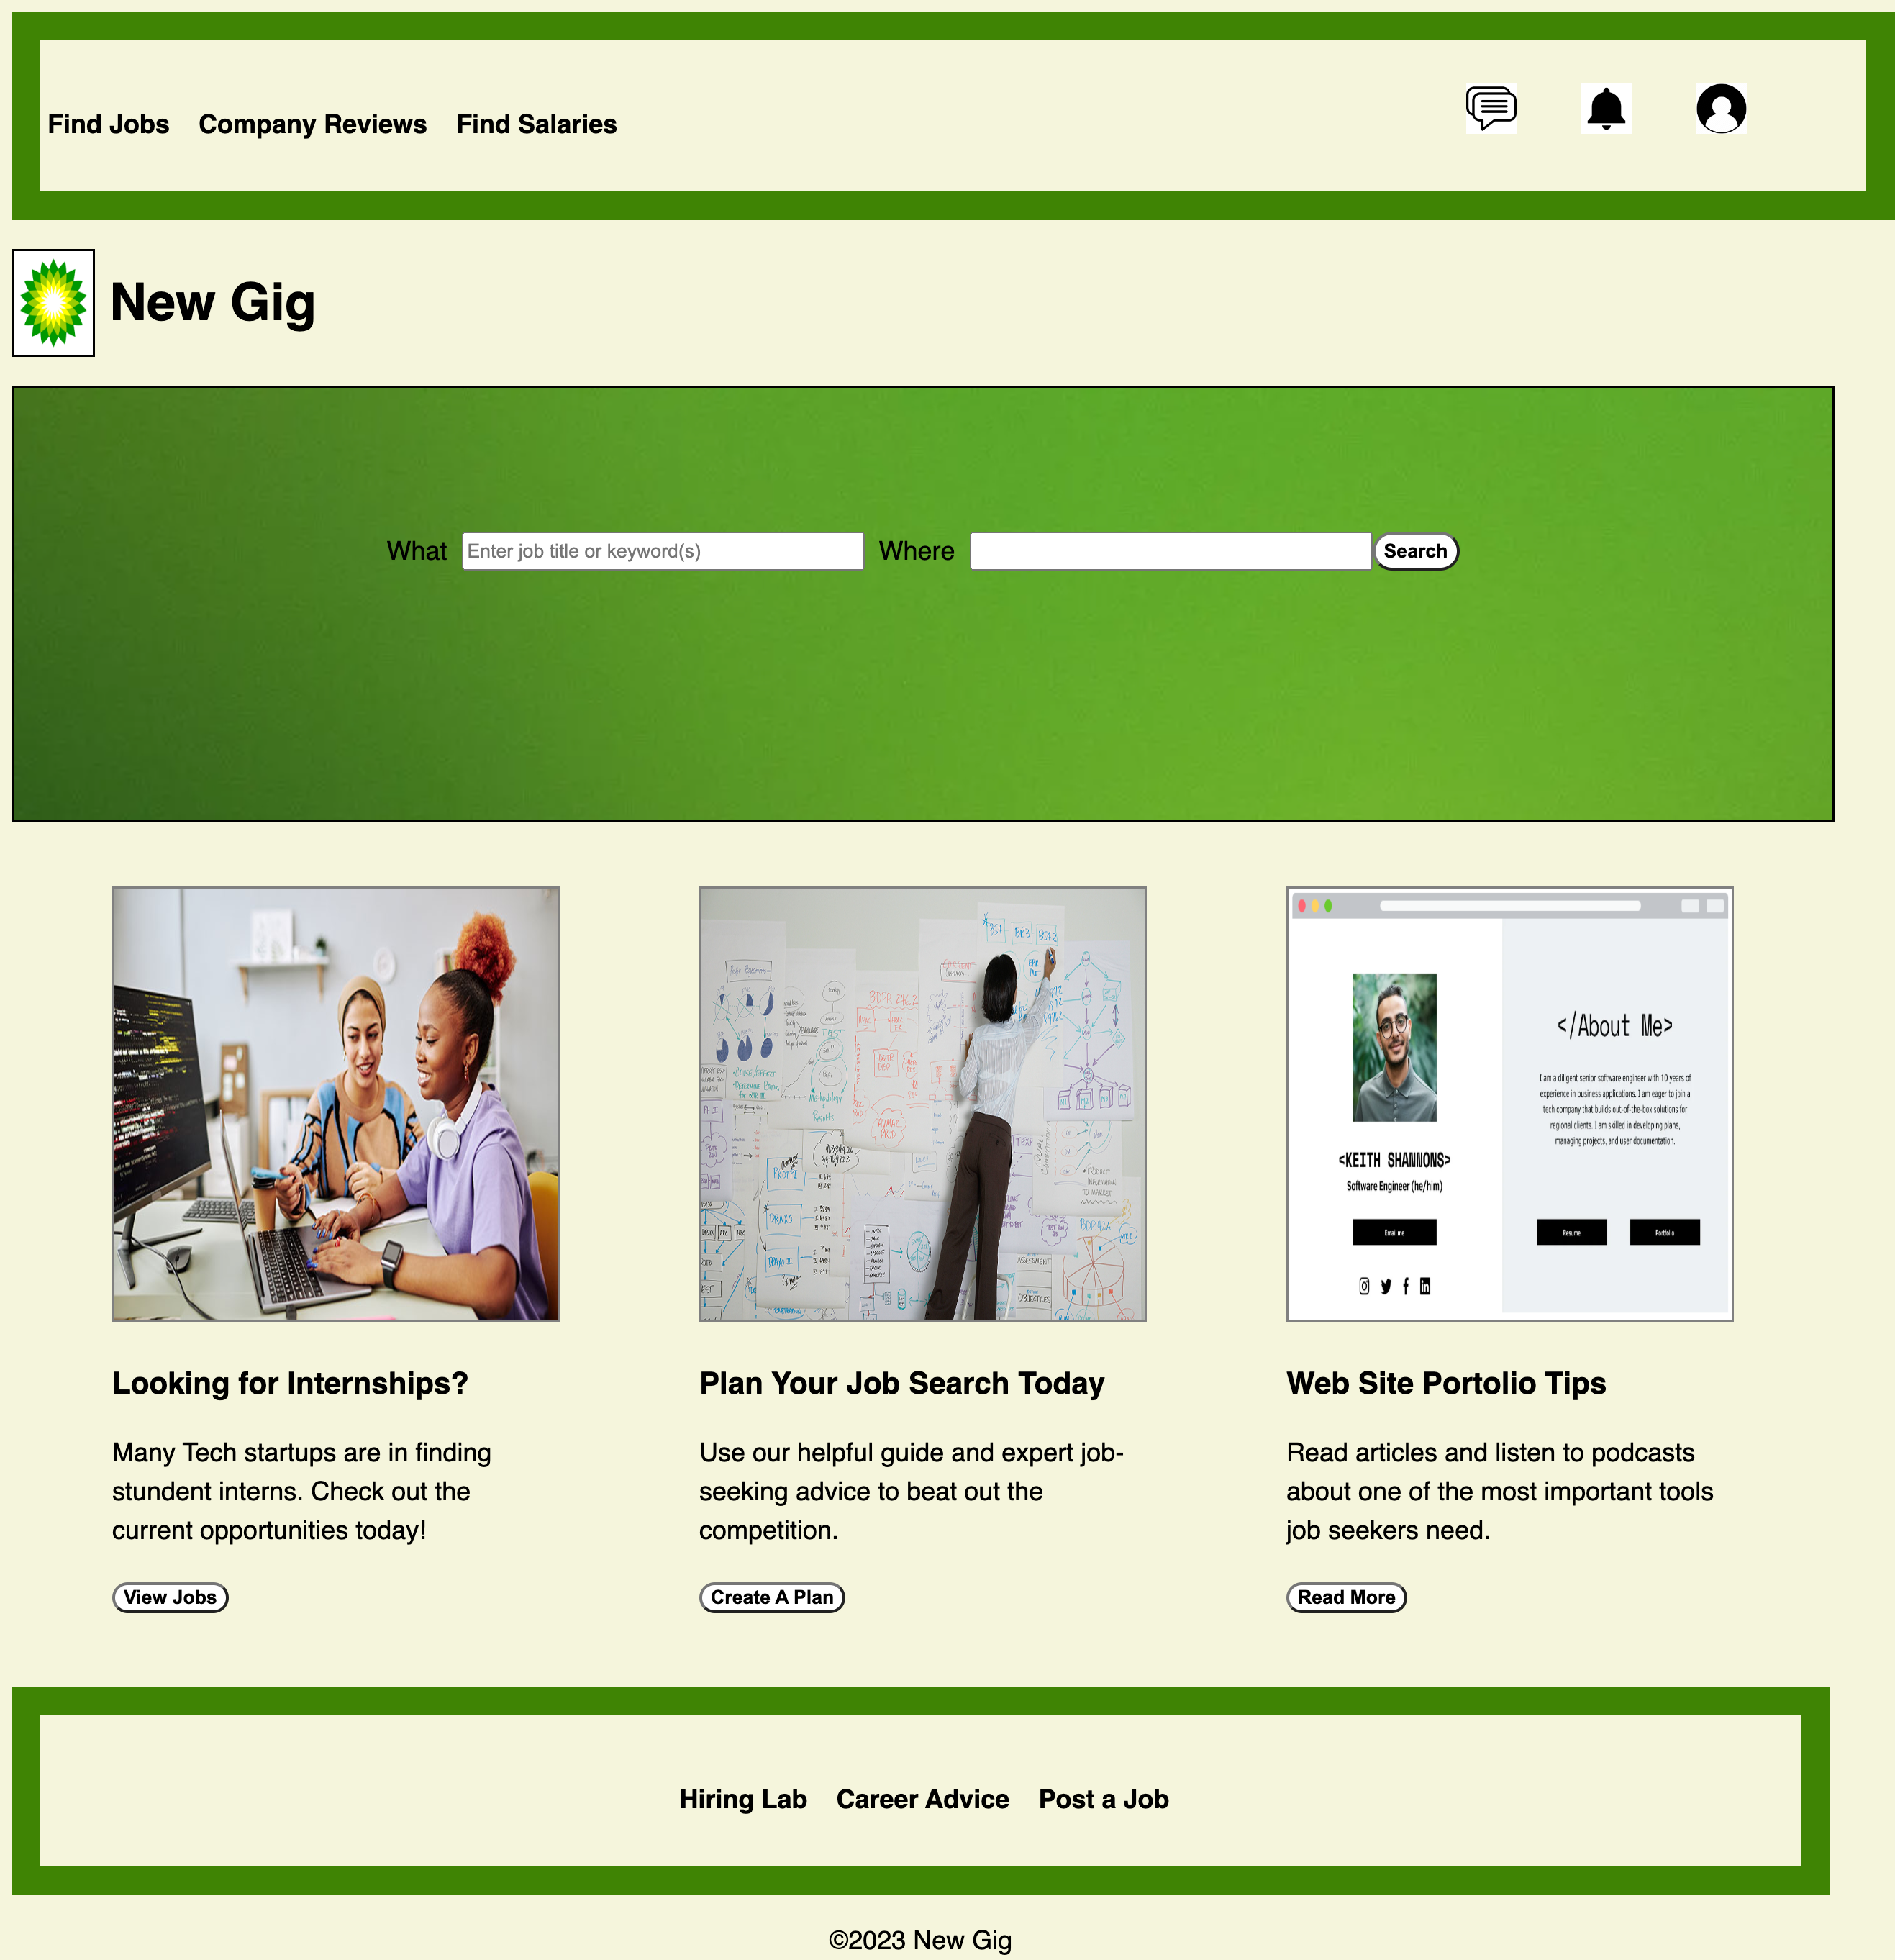 Find Jobs Company Reviews Find Salaries
New Gig
What Enter job title or keyword(s) Where Search
</About Me>
I am a diligent senior software engineer with 10 years of
experience in business applications. I am eager to join a
tech company that builds out-of-the-box solutions for
regional clients. I am skilled in developing plans,
managing projects, and user documentation.
<KEITH SHANNONS>
Software Engineer (he/him)
Email me
Resume Portfolio
Looking for Internships?
Many Tech startups are in finding
stundent interns. Check out the
current opportunities today!
View Jobs
Plan Your Job Search Today
Use our helpful guide and expert job-
seeking advice to beat out the
competition.
Create A Plan
Web Site Portolio Tips
Read articles and listen to podcasts
about one of the most important tools
job seekers need.
Read More
Hiring Lab Career Advice Post a Job
©2023 New Gig